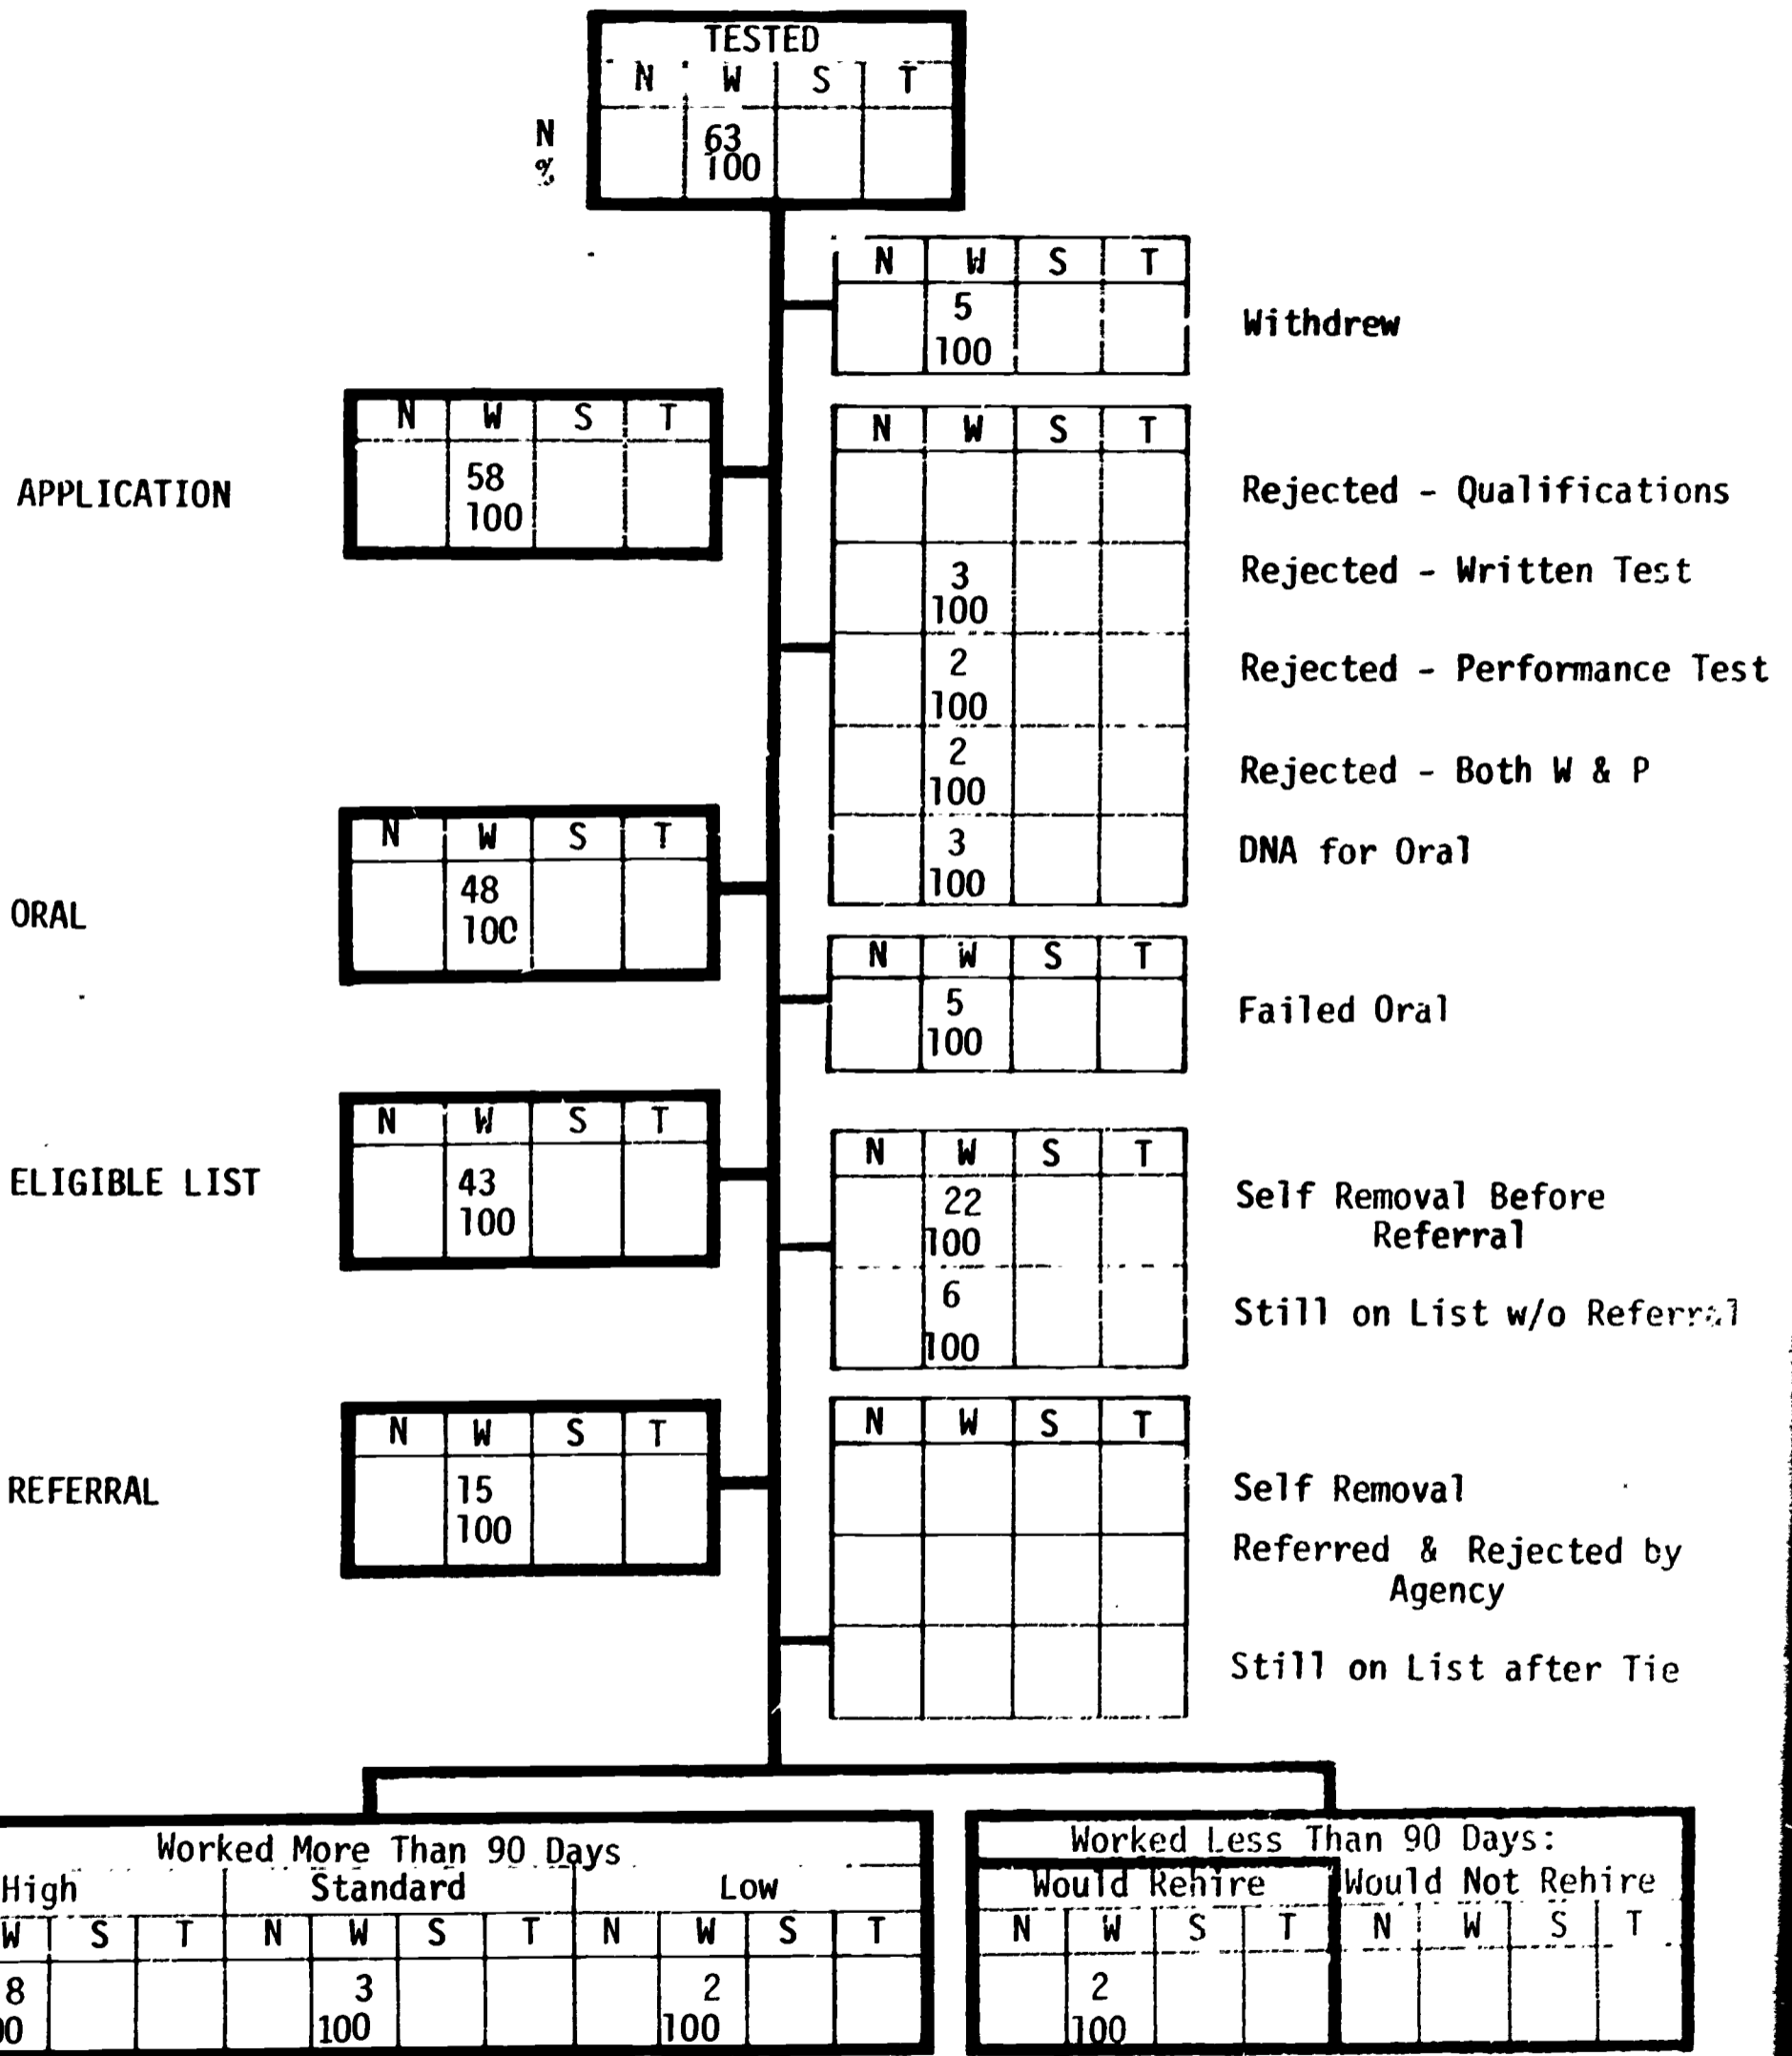 TESTED
N W S T
N 63
% 100
N W S T
5
100
Withdrew
N W S T
APPLICATION
58
100
N W S T
Rejected - Qualifications
3
100
Rejected - Written Test
2
100
Rejected - Performance Test
2
100
Rejected - Both W & P
3
100
DNA for Oral
N W S T
ORAL
48
100
N W S T
5
100
Failed Oral
N W S T
ELIGIBLE LIST
43
100
N W S T
22
100
Self Removal Before
Referral
6
100
Still on List w/o Referral
N W S T
REFERRAL
15
100
N W S T
Self Removal
Referred & Rejected by
Agency
Still on List after Tie
Worked More Than 90 Days
High Standard Low
W S T N W S T N W S T
8 3 2
00 100 100
Worked Less Than 90 Days:
Would Rehire Would Not Rehire
N W S T N W S T
2
100